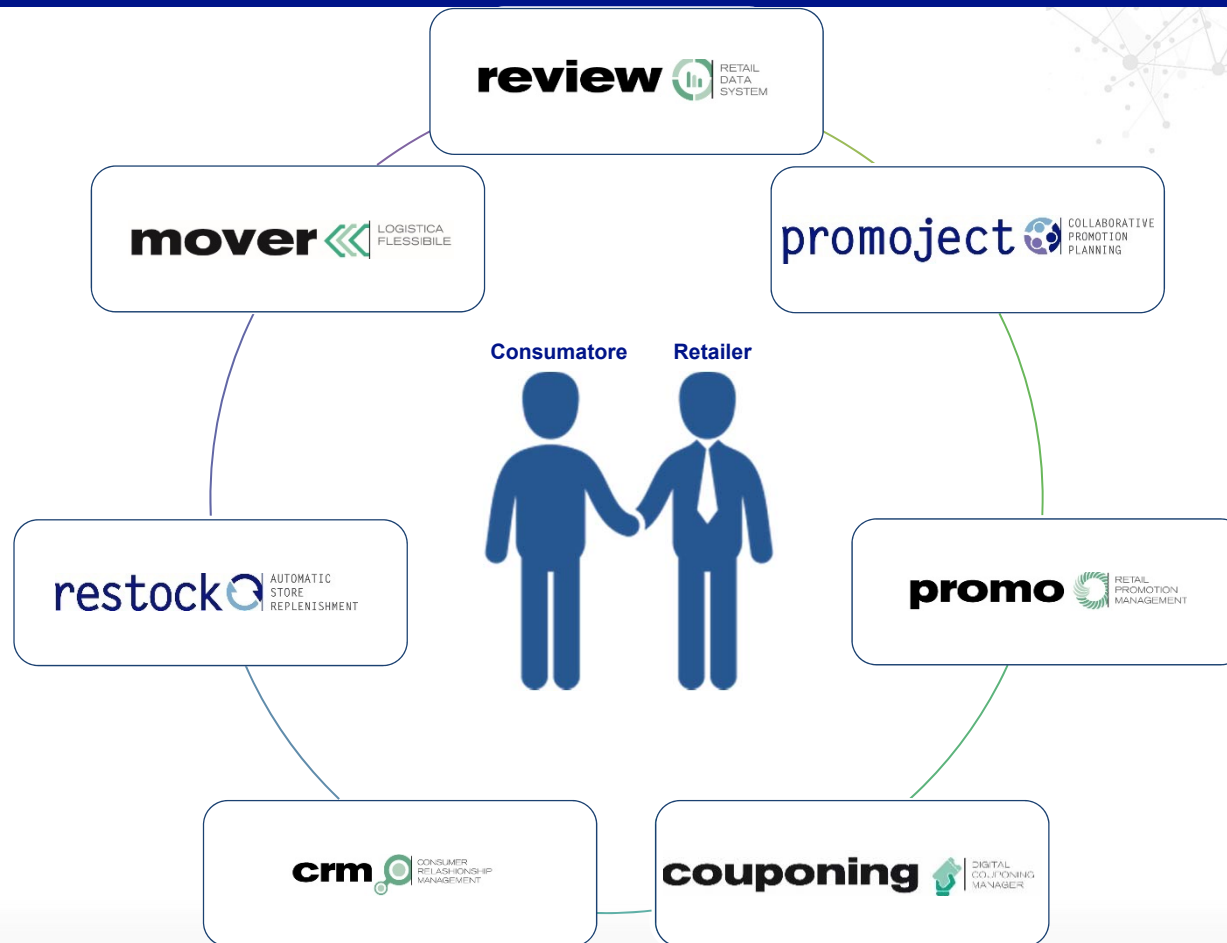 review
RETAIL
DATA
SYSTEM
mover
LOGISTICA
FLESSIBILE
promoject
COLLABORATIVE
PROMOTION
PLANNING
Consumatore
Retailer
restock
AUTOMATIC
STORE
REPLENISHMENT
promo
RETAIL
PROMOTION
MANAGEMENT
crm
CONSUMER
RELASHIONSHIP
MANAGEMENT
couponing
DIGITAL
COUPONING
MANAGER